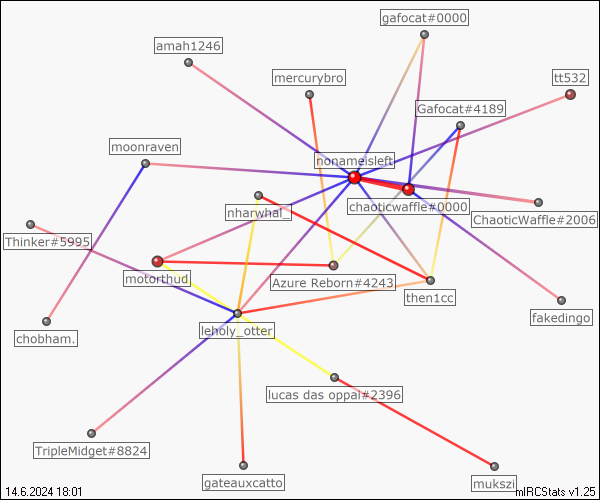 gafocat#0000
amah1246
mercurybro
tt532
Gafocat#4189
moonraven
nonameisleft
nharwhal_
chaoticwaffle#0000
ChaoticWaffle#2006
Thinker#5995
motorthud
Azure Reborn#4243
then1cc
fakedingo
chobham.
leholy_otter
lucas das oppai#2396
TripleMidget#8824
gateauxcatto
mukszi
14.6.2024 18:01
mIRCStats v1.25